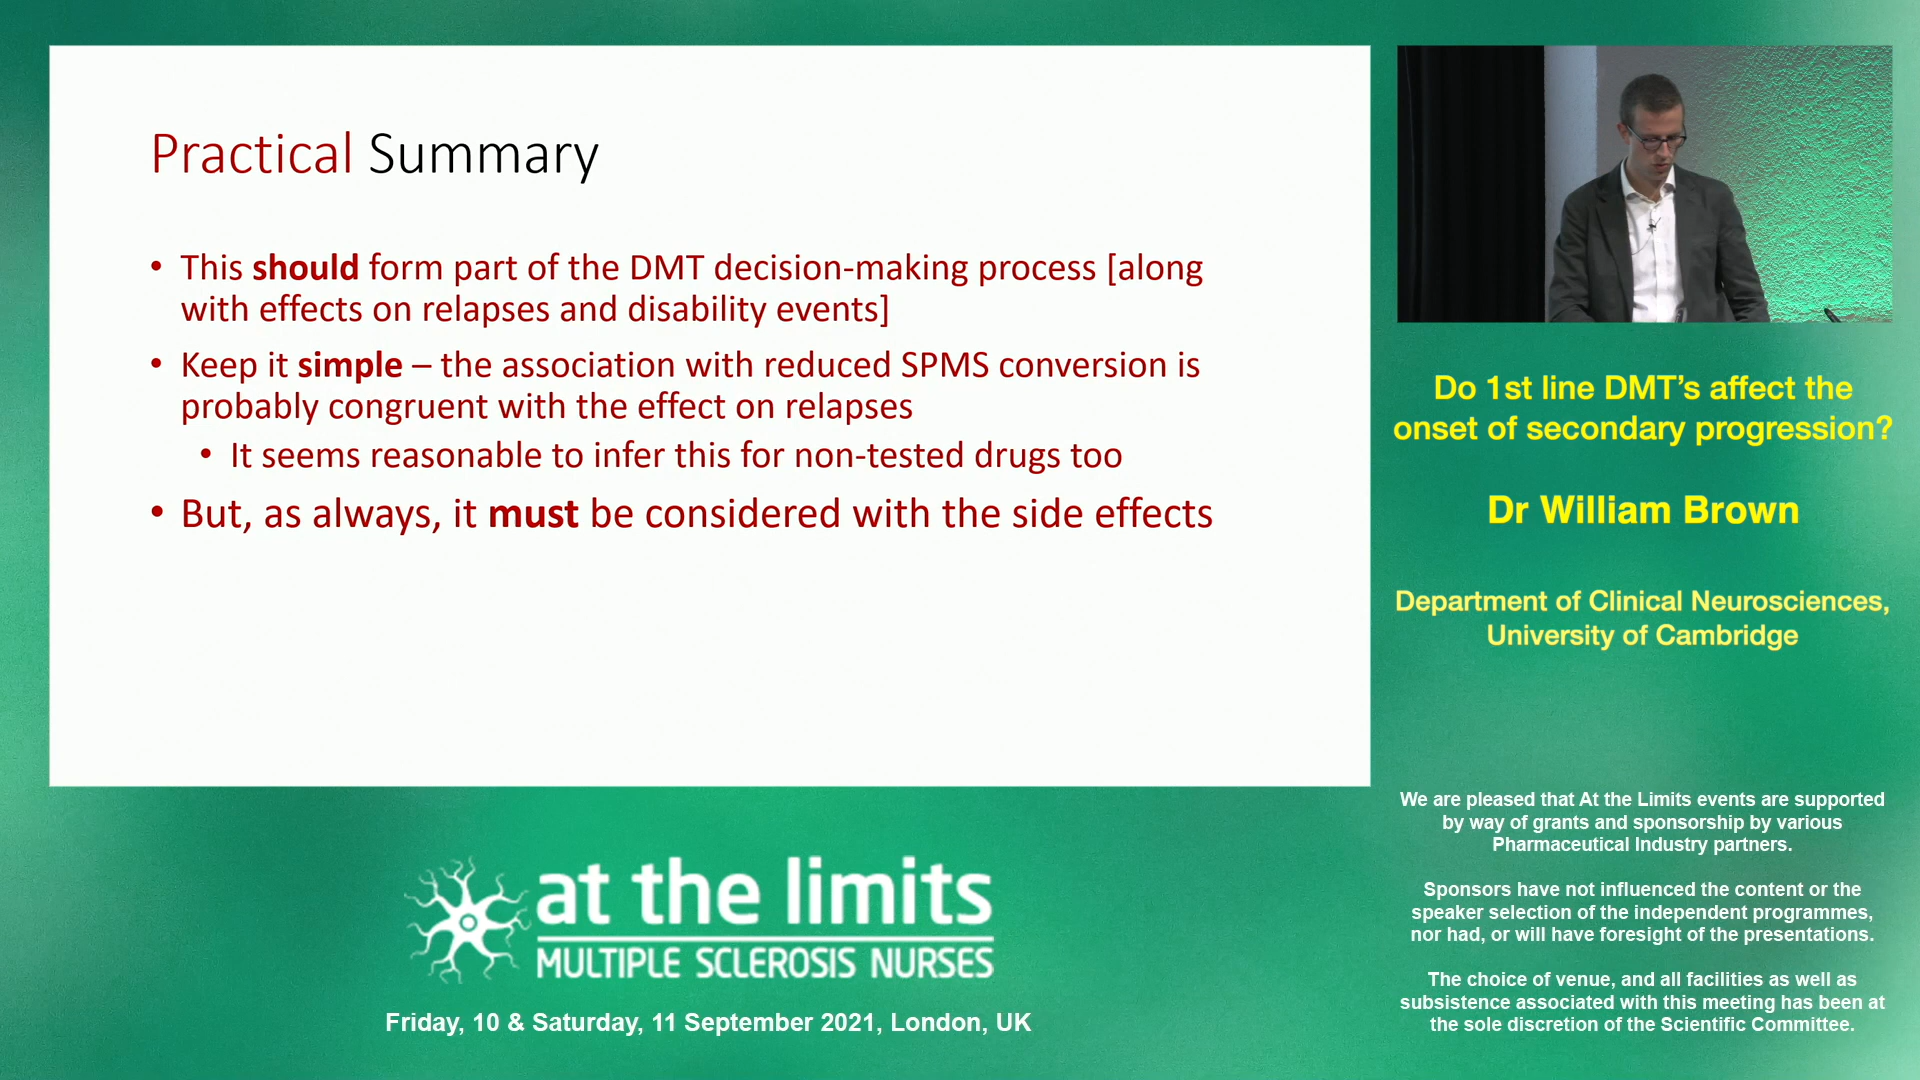 Practical Summary
• This should form part of the DMT decision-making process [along
with effects on relapses and disability events]
• Keep it simple – the association with reduced SPMS conversion is
probably congruent with the effect on relapses
• It seems reasonable to infer this for non-tested drugs too
• But, as always, it must be considered with the side effects
Do 1st line DMT’s affect the
onset of secondary progression?
Dr William Brown
Department of Clinical Neurosciences,
University of Cambridge
We are pleased that At the Limits events are supported
by way of grants and sponsorship by various
Pharmaceutical Industry partners.
Sponsors have not influenced the content or the
speaker selection of the independent programmes,
nor had, or will have foresight of the presentations.
The choice of venue, and all facilities as well as
subsistence associated with this meeting has been at
the sole discretion of the Scientific Committee.
at the limits
MULTIPLE SCLEROSIS NURSES
Friday, 10 & Saturday, 11 September 2021, London, UK